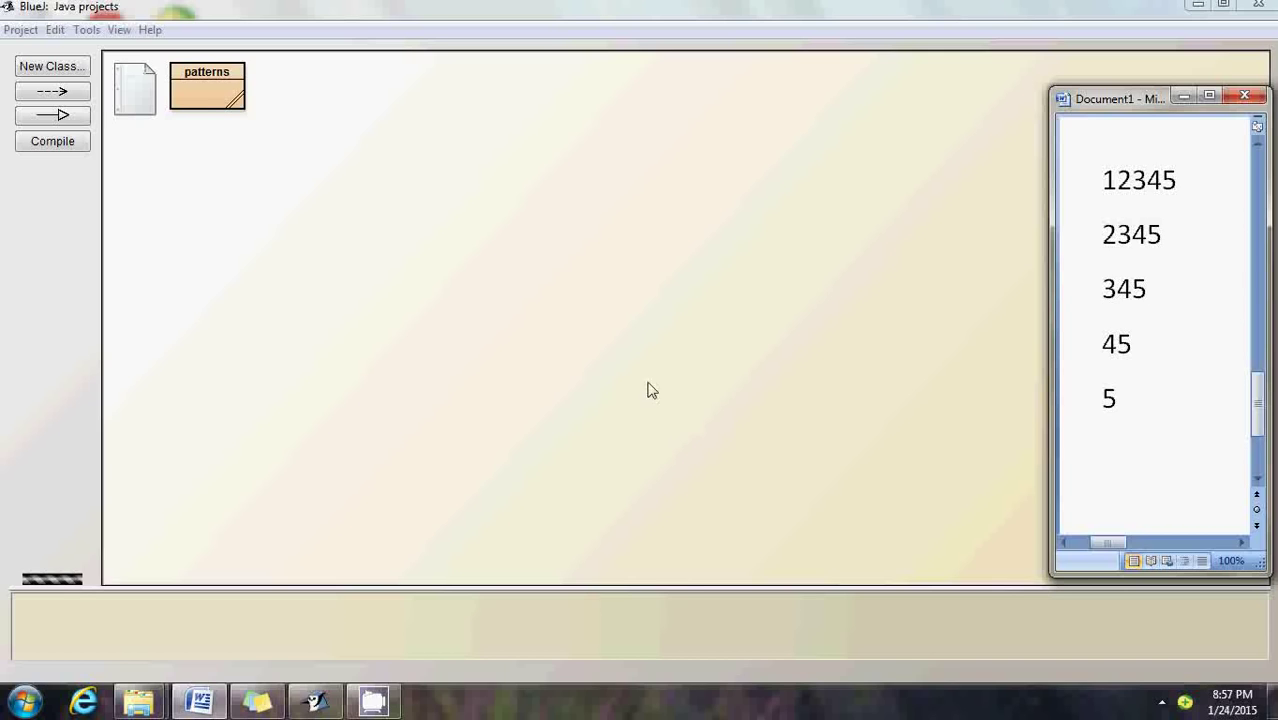 BlueJ: Java projects
Project Edit Tools View Help
New Class...
Compile
patterns
Document1 - Mi...
12345
2345
345
45
5
100%
8:57 PM
1/24/2015